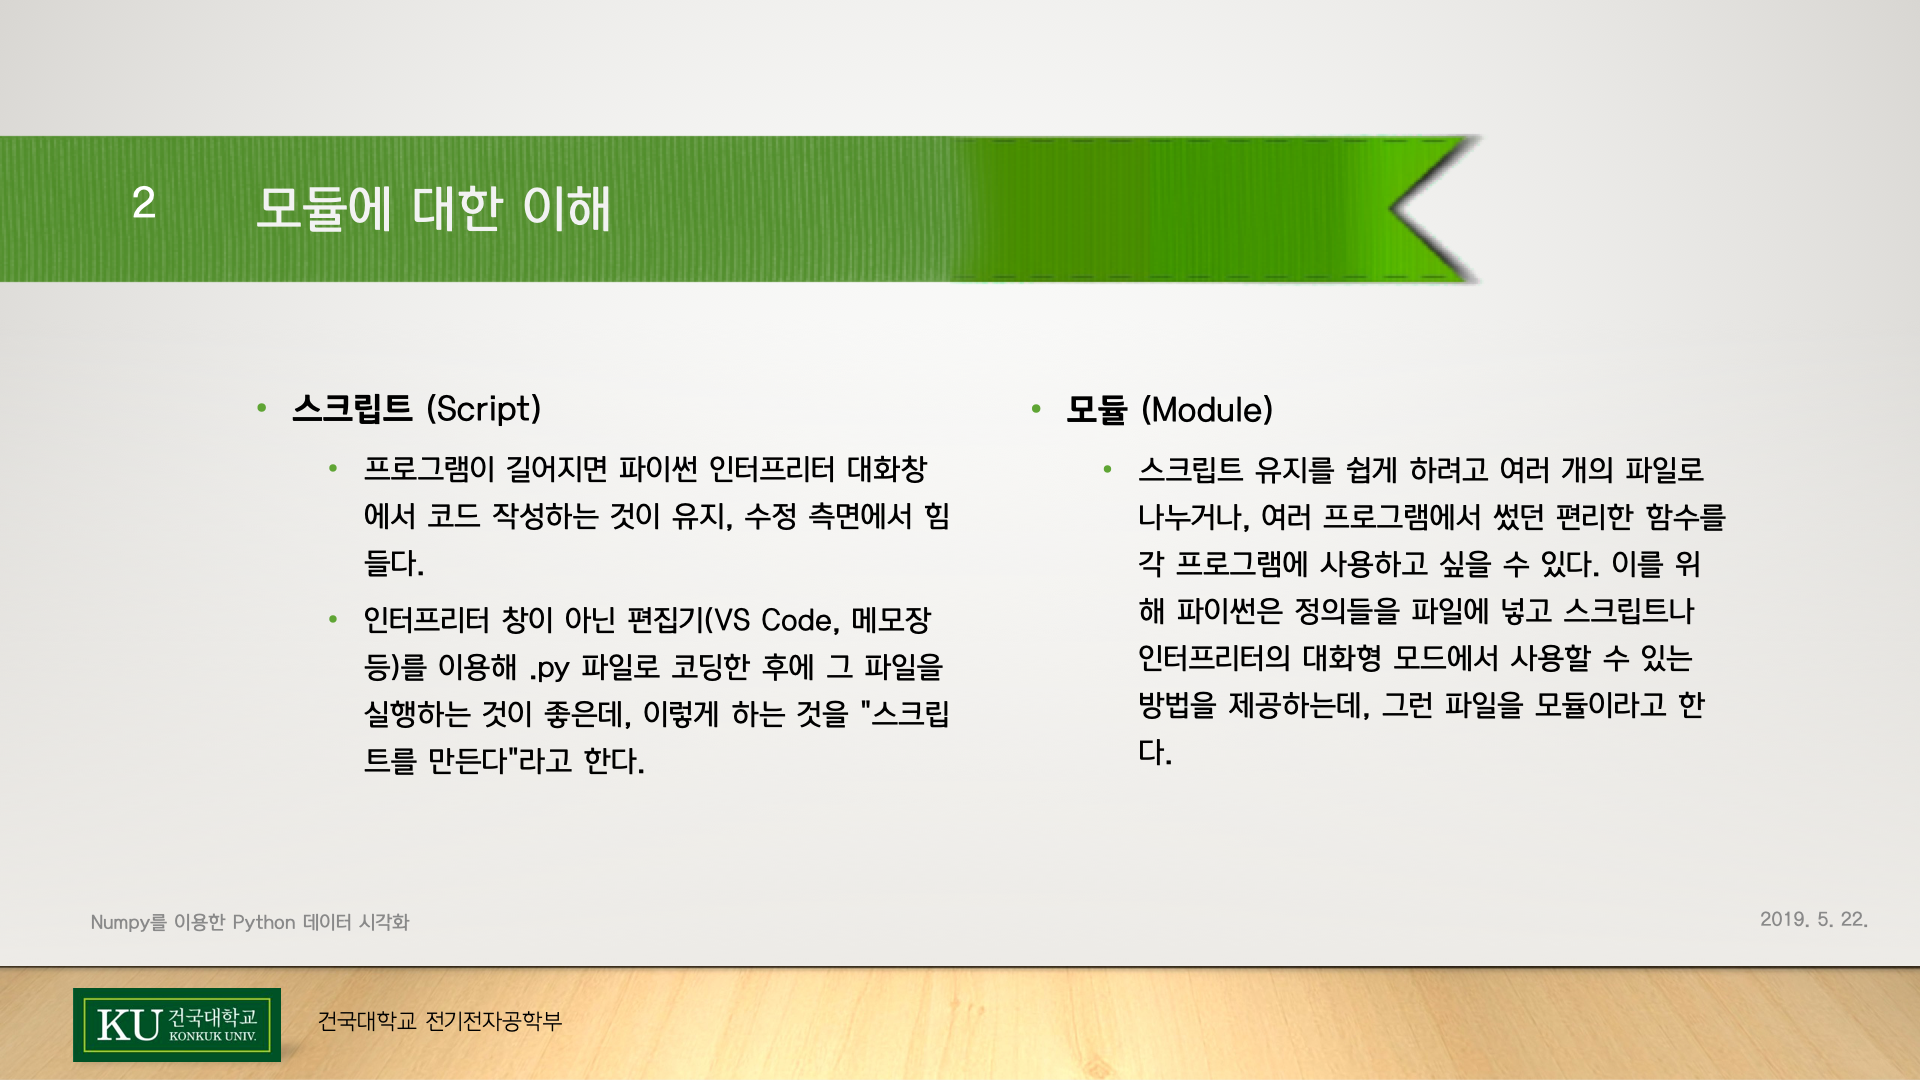 2
모듈에 대한 이해
• 스크립트 (Script)
• 프로그램이 길어지면 파이썬 인터프리터 대화창
에서 코드 작성하는 것이 유지, 수정 측면에서 힘
들다.
• 인터프리터 창이 아닌 편집기(VS Code, 메모장
등)를 이용해 .py 파일로 코딩한 후에 그 파일을
실행하는 것이 좋은데, 이렇게 하는 것을 "스크립
트를 만든다"라고 한다.
• 모듈 (Module)
• 스크립트 유지를 쉽게 하려고 여러 개의 파일로
나누거나, 여러 프로그램에서 썼던 편리한 함수를
각 프로그램에 사용하고 싶을 수 있다. 이를 위
해 파이썬은 정의들을 파일에 넣고 스크립트나
인터프리터의 대화형 모드에서 사용할 수 있는
방법을 제공하는데, 그런 파일을 모듈이라고 한
다.
Numpy를 이용한 Python 데이터 시각화
2019. 5. 22.
KU 건국대학교
KONKUK UNIV.
건국대학교 전기전자공학부